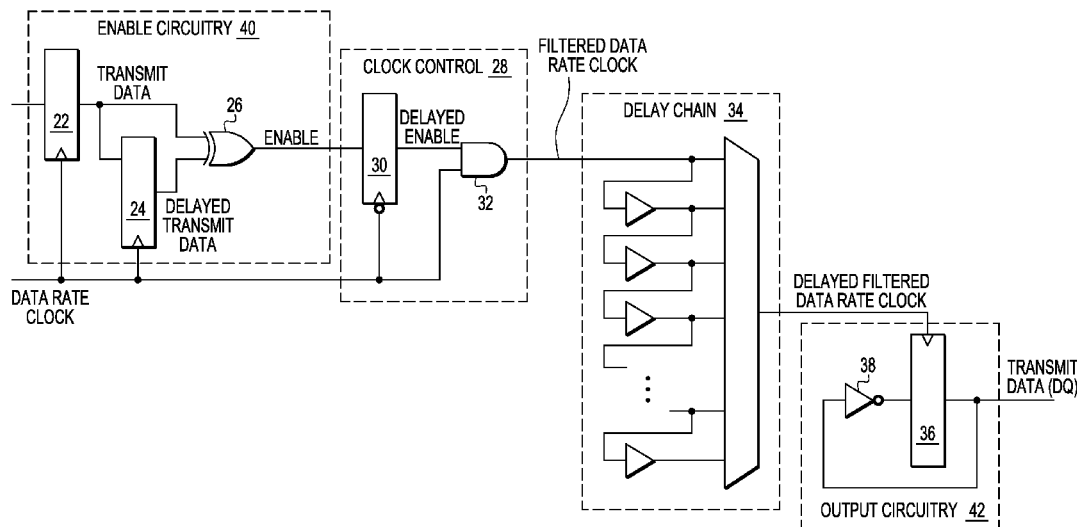 ENABLE CIRCUITRY 40
TRANSMIT
DATA
22
26
ENABLE
24
DELAYED
TRANSMIT
DATA
DATA RATE
CLOCK
CLOCK CONTROL 28
DELAYED
ENABLE
30
32
FILTERED DATA
RATE CLOCK
DELAY CHAIN 34
DELAYED FILTERED
DATA RATE CLOCK
38
36
TRANSMIT
DATA (DQ)
OUTPUT CIRCUITRY 42